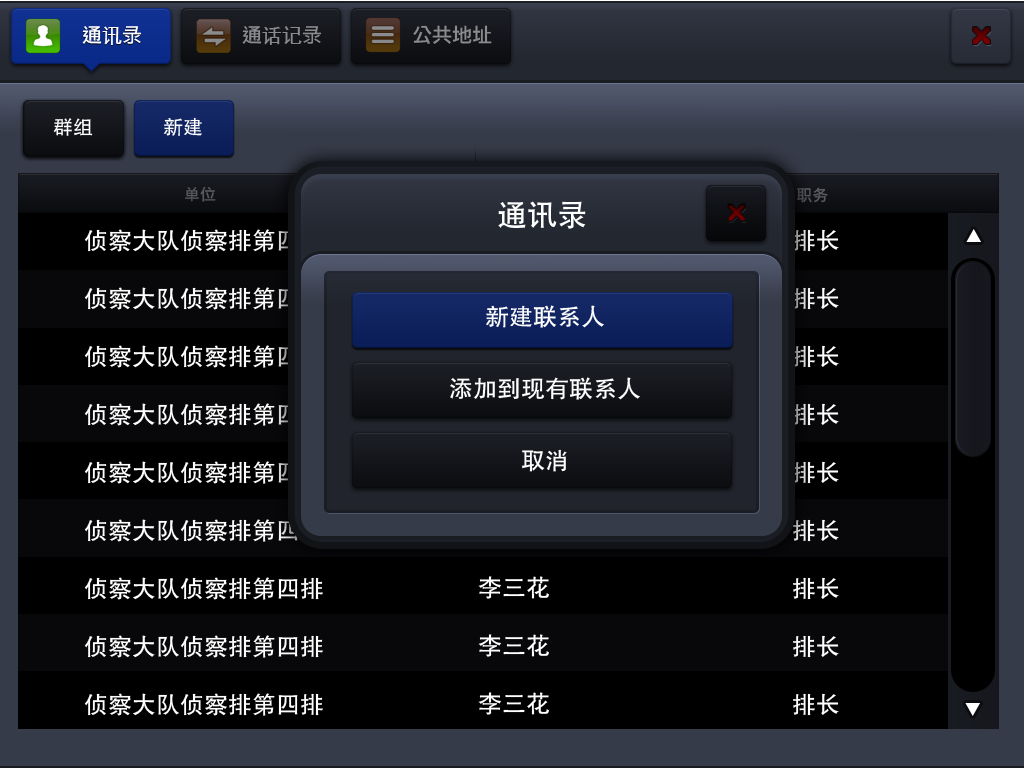 通讯录
通话记录
公共地址
群组
新建
单位
职务
通讯录
新建联系人
添加到现有联系人
取消
侦察大队侦察排第四
排长
侦察大队侦察排第四
排长
侦察大队侦察排第四
排长
侦察大队侦察排第四
排长
侦察大队侦察排第四
排长
侦察大队侦察排第四
排长
侦察大队侦察排第四排 李三花 排长
侦察大队侦察排第四排 李三花 排长
侦察大队侦察排第四排 李三花 排长